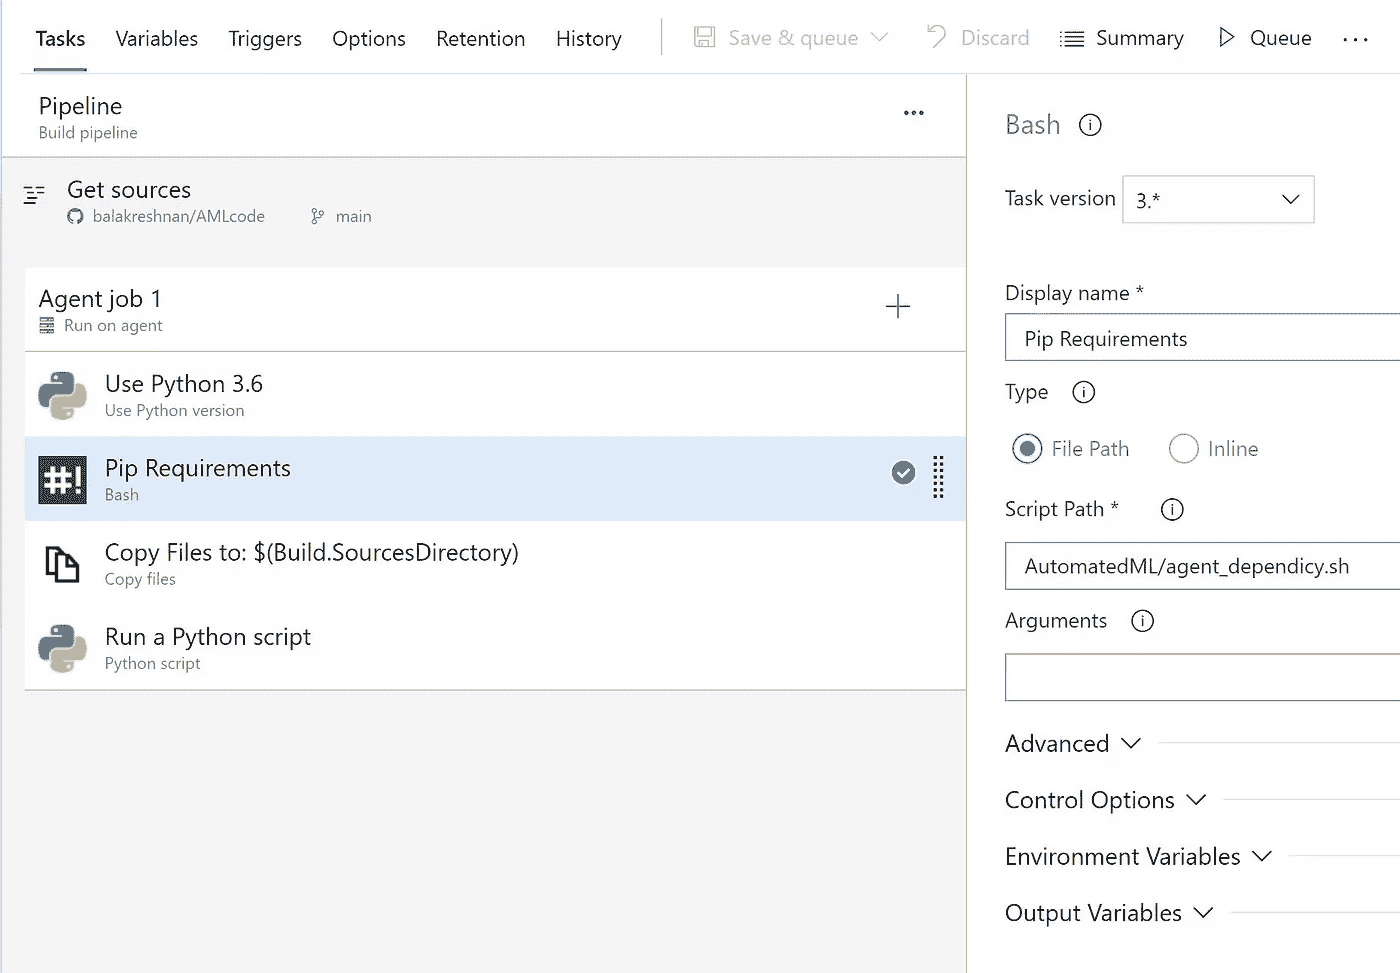 Tasks Variables Triggers Options Retention History Save & queue Discard Summary Queue ...
Pipeline
Build pipeline
...
Get sources
balakreshnan/AMLcode main
Agent job 1
Run on agent
Use Python 3.6
Use Python version
#! Pip Requirements
Bash
Copy Files to: $(Build.SourcesDirectory)
Copy files
Run a Python script
Python script
Bash
Task version 3.*
Display name *
Pip Requirements
Type
File Path Inline
Script Path *
AutomatedML/agent_dependicy.sh
Arguments
Advanced
Control Options
Environment Variables
Output Variables